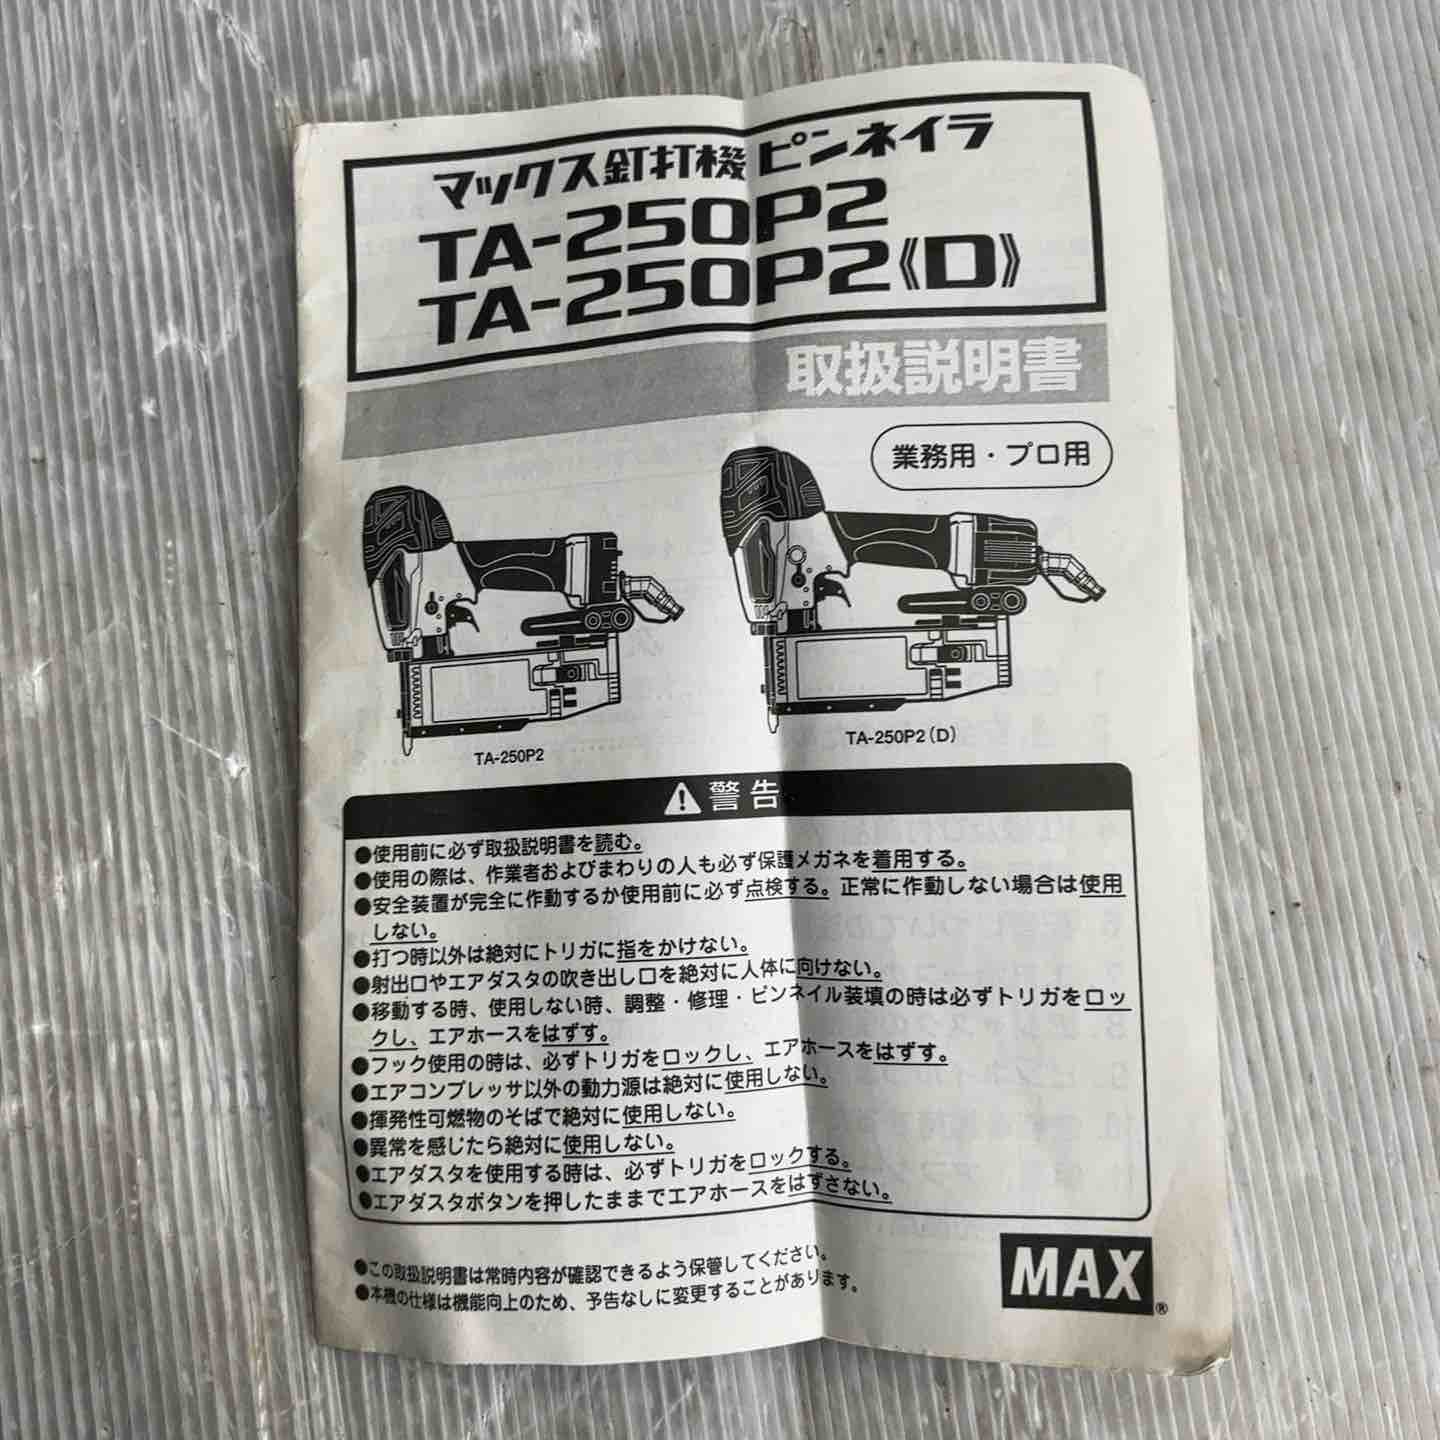 マックス釘打機 ピンネイラ
TA-250P2
TA-250P2《D》
取扱説明書
業務用・プロ用
TA-250P2
TA-250P2(D)
警告
●使用前に必ず取扱説明書を読む。
●使用の際は、作業者およびまわりの人も必ず保護メガネを着用する。
●安全装置が完全に作動するか使用前に必ず点検する。正常に作動しない場合は使用
しない。
●打つ時以外は絶対にトリガに指をかけない。
●射出口やエアダスタの吹き出し口を絶対に人体に向けない。
●移動する時、使用しない時、調整・修理・ピンネイル装填の時は必ずトリガをロッ
クし、エアホースをはずす。
●フック使用の時は、必ずトリガをロックし、エアホースをはずす。
●エアコンプレッサ以外の動力源は絶対に使用しない。
●揮発性可燃物のそばで絶対に使用しない。
●異常を感じたら絶対に使用しない。
●エアダスタを使用する時は、必ずトリガをロックする。
●エアダスタボタンを押したままでエアホースをはずさない。
●この取扱説明書は常時内容が確認できるよう保管してください。
●本機の仕様は機能向上のため、予告なしに変更することがあります。
MAX®